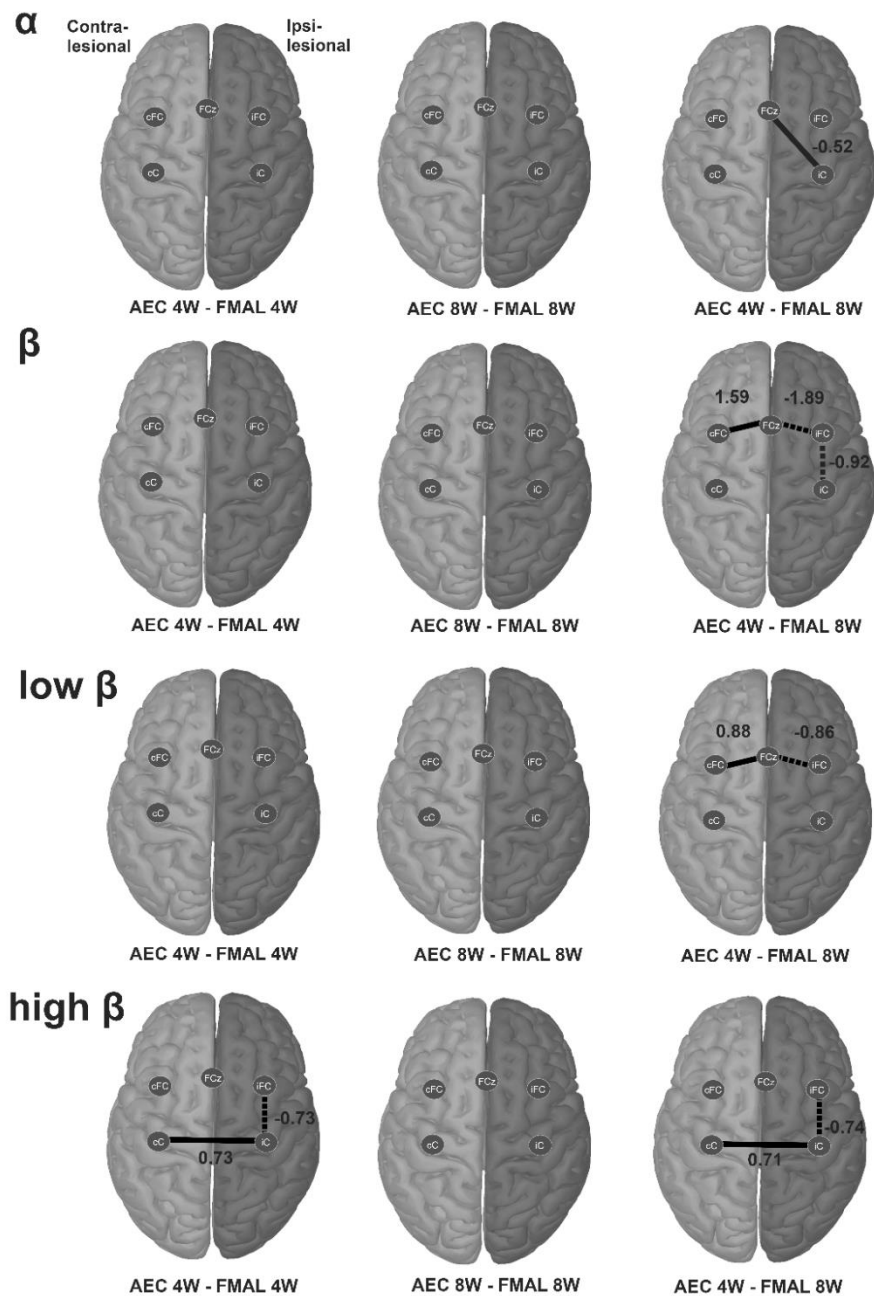 α
Contra-
lesional
Ipsi-
lesional
cFC FCz iFC
cC iC
AEC 4W - FMAL 4W
cFC FCz iFC
cC iC
AEC 8W - FMAL 8W
cFC FCz iFC
-0.52
cC iC
AEC 4W - FMAL 8W
β
cFC FCz iFC
cC iC
AEC 4W - FMAL 4W
cFC FCz iFC
cC iC
AEC 8W - FMAL 8W
1.59 -1.89
cFC FCz iFC
-0.92
cC iC
AEC 4W - FMAL 8W
low β
cFC FCz iFC
cC iC
AEC 4W - FMAL 4W
cFC FCz iFC
cC iC
AEC 8W - FMAL 8W
0.88 -0.86
cFC FCz iFC
cC iC
AEC 4W - FMAL 8W
high β
cFC FCz iFC
-0.73
cC iC
0.73
AEC 4W - FMAL 4W
cFC FCz iFC
cC iC
AEC 8W - FMAL 8W
cFC FCz iFC
-0.74
cC iC
0.71
AEC 4W - FMAL 8W